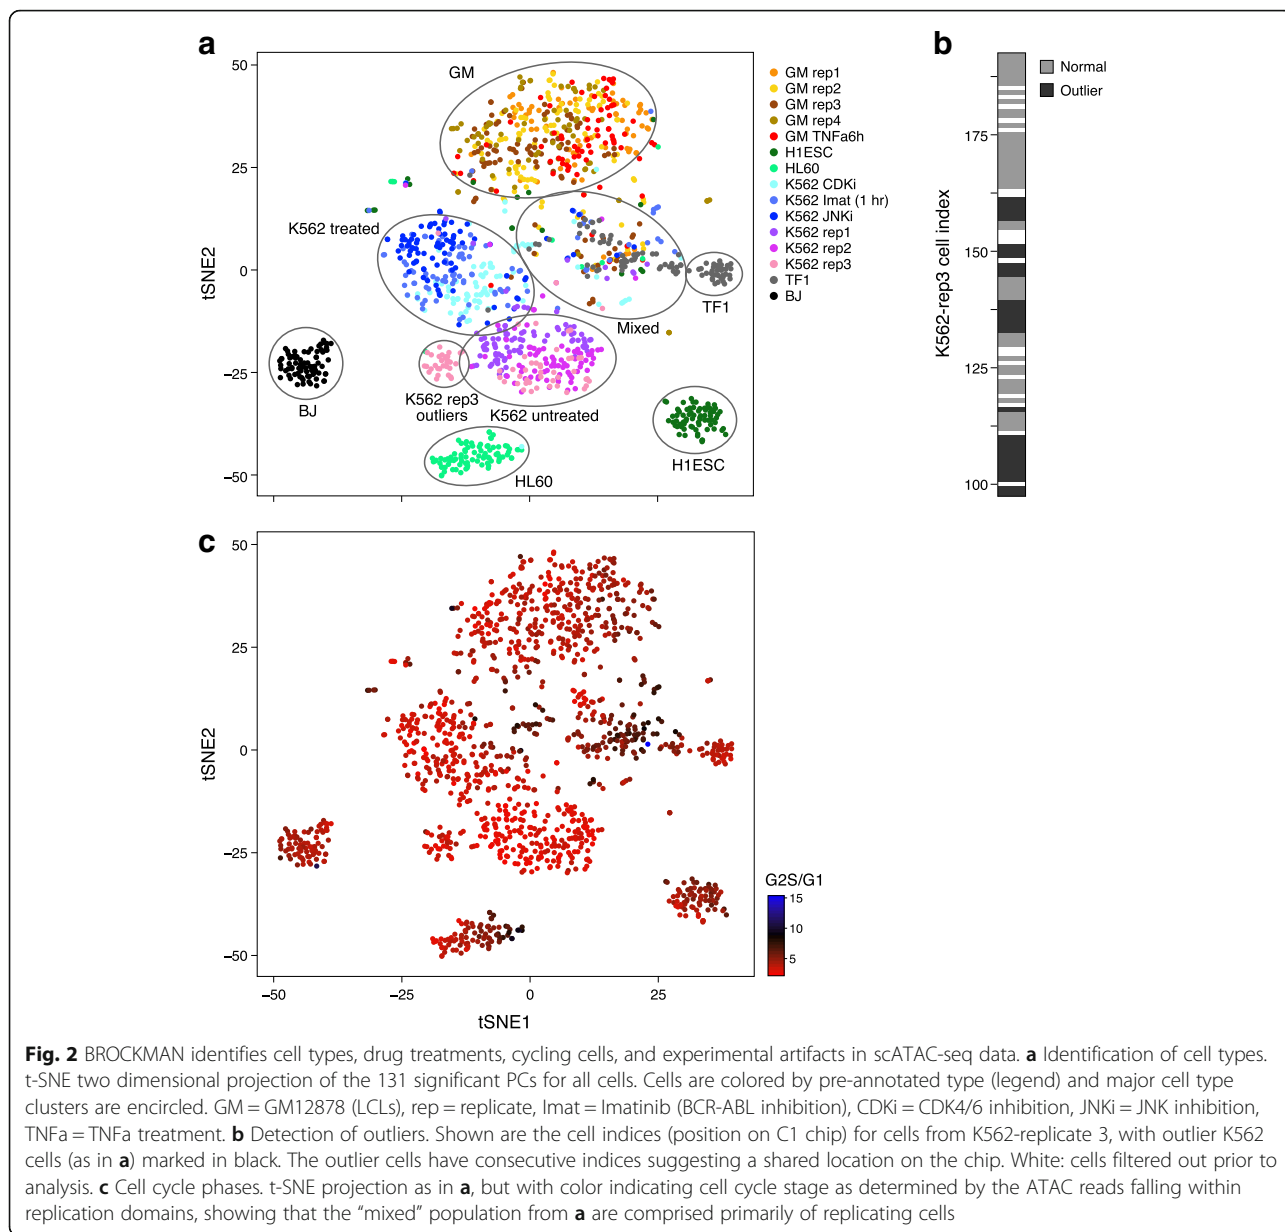 a
50
25
0
−25
−50
tSNE2
GM
K562 treated
Mixed
TF1
BJ
K562 rep3
outliers
K562 untreated
HL60
H1ESC
GM rep1
GM rep2
GM rep3
GM rep4
GM TNFa6h
H1ESC
HL60
K562 CDKi
K562 Imat (1 hr)
K562 JNKi
K562 rep1
K562 rep2
K562 rep3
TF1
BJ
b
K562-rep3 cell index
175
150
125
100
Normal
Outlier
c
50
25
0
−25
−50
tSNE2
−50
−25
0
25
tSNE1
G2S/G1
15
10
5
Fig. 2 BROCKMAN identifies cell types, drug treatments, cycling cells, and experimental artifacts in scATAC-seq data. a Identification of cell types.
t-SNE two dimensional projection of the 131 significant PCs for all cells. Cells are colored by pre-annotated type (legend) and major cell type
clusters are encircled. GM = GM12878 (LCLs), rep = replicate, Imat = Imatinib (BCR-ABL inhibition), CDKi = CDK4/6 inhibition, JNKi = JNK inhibition,
TNFa = TNFa treatment. b Detection of outliers. Shown are the cell indices (position on C1 chip) for cells from K562-replicate 3, with outlier K562
cells (as in a) marked in black. The outlier cells have consecutive indices suggesting a shared location on the chip. White: cells filtered out prior to
analysis. c Cell cycle phases. t-SNE projection as in a, but with color indicating cell cycle stage as determined by the ATAC reads falling within
replication domains, showing that the “mixed” population from a are comprised primarily of replicating cells